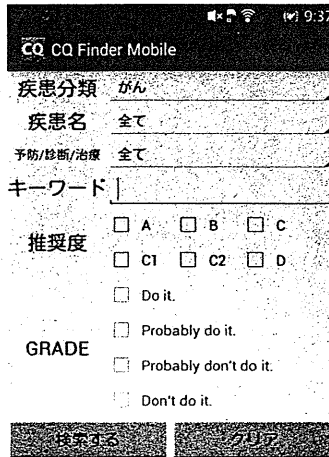 9:37
CQ CQ Finder Mobile
疾患分類 がん
疾患名 全て
予防/診断/治療 全て
キーワード
推奨度
A B C
C1 C2 D
GRADE
Do it.
Probably do it.
Probably don't do it.
Don't do it.
検索する クリア